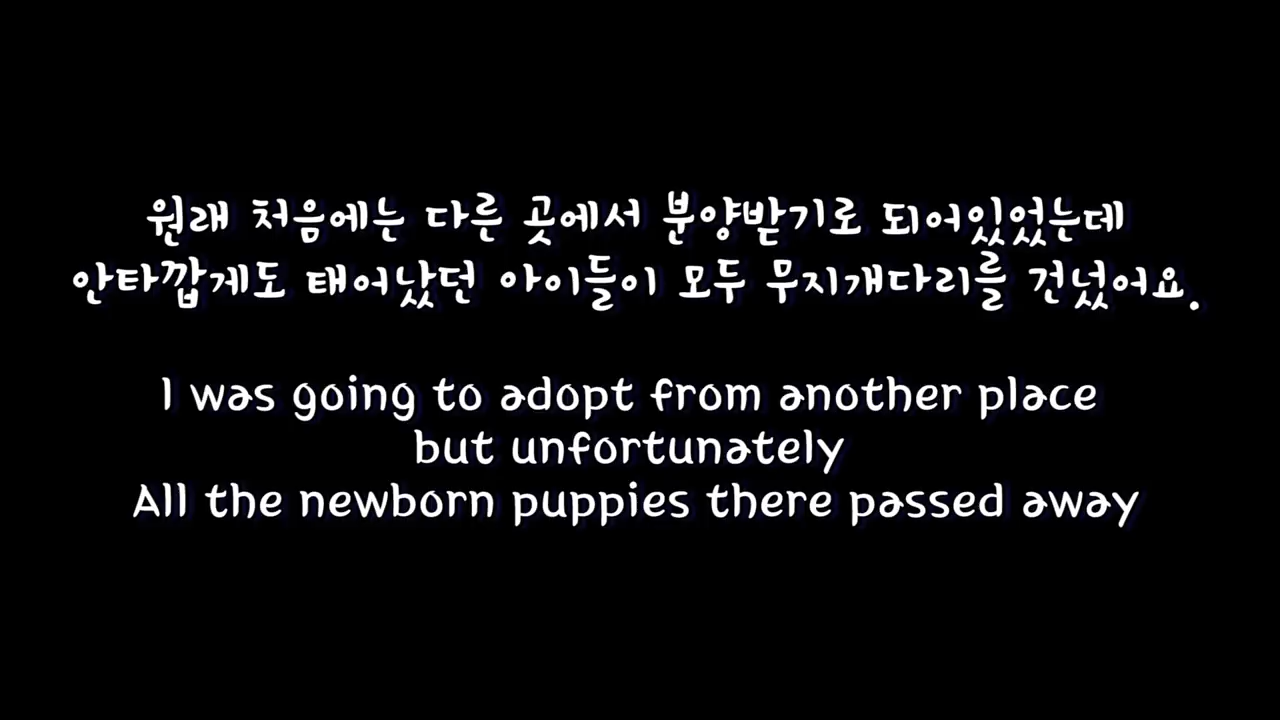 원래 처음에는 다른 곳에서 분양받기로 되어있었는데
안타깝게도 태어났던 아이들이 모두 무지개다리를 건넜어요.
I was going to adopt from another place
but unfortunately
All the newborn puppies there passed away